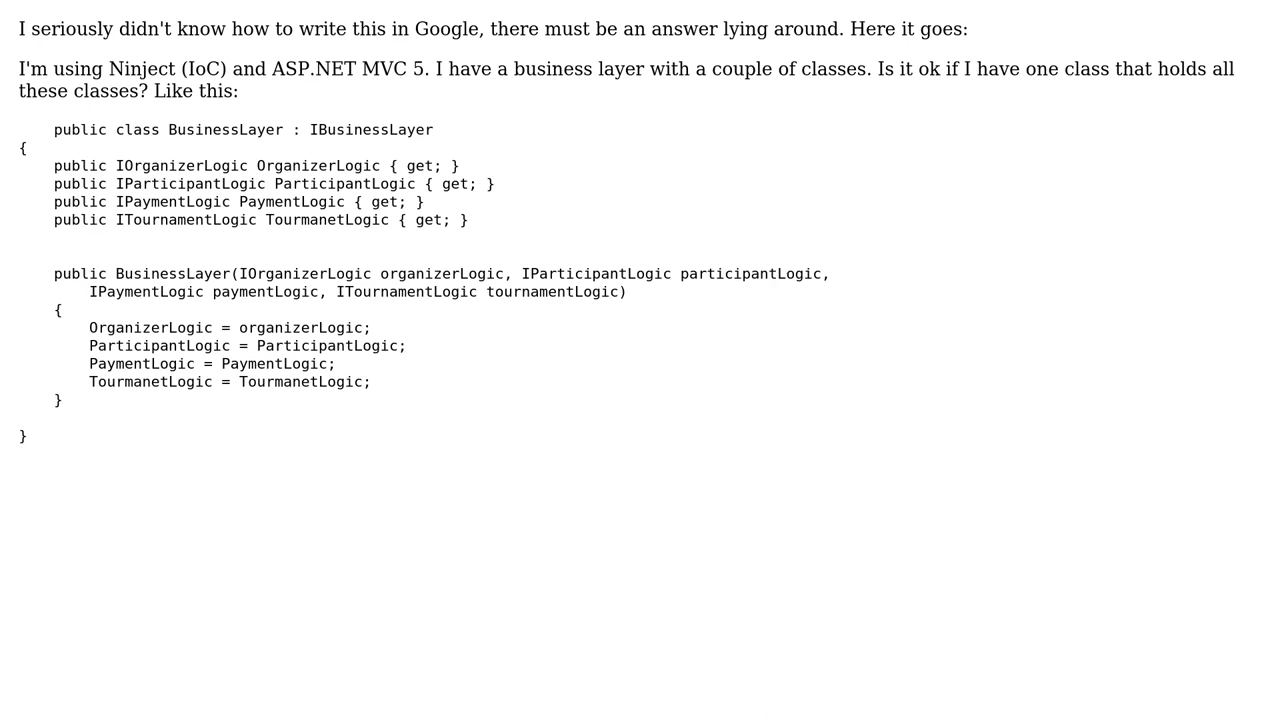 I seriously didn't know how to write this in Google, there must be an answer lying around. Here it goes:
I'm using Ninject (IoC) and ASP.NET MVC 5. I have a business layer with a couple of classes. Is it ok if I have one class that holds all
these classes? Like this:
    public class BusinessLayer : IBusinessLayer
{
    public IOrganizerLogic OrganizerLogic { get; }
    public IParticipantLogic ParticipantLogic { get; }
    public IPaymentLogic PaymentLogic { get; }
    public ITournamentLogic TourmanetLogic { get; }
    public BusinessLayer(IOrganizerLogic organizerLogic, IParticipantLogic participantLogic,
        IPaymentLogic paymentLogic, ITournamentLogic tournamentLogic)
    {
        OrganizerLogic = organizerLogic;
        ParticipantLogic = ParticipantLogic;
        PaymentLogic = PaymentLogic;
        TourmanetLogic = TourmanetLogic;
    }
}